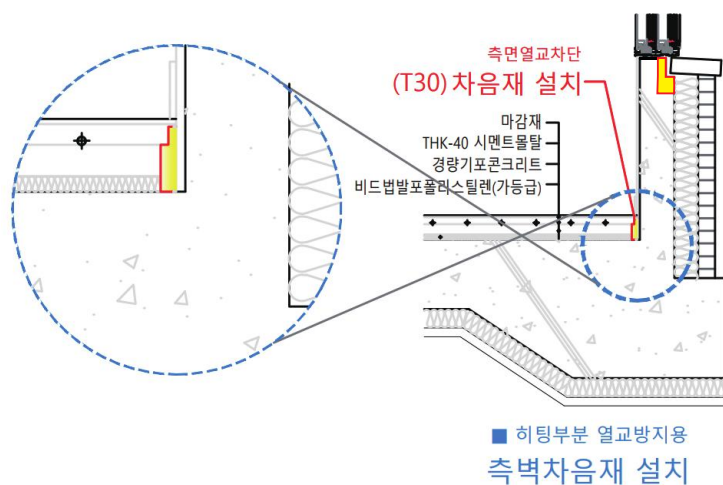 측면열교차단
(T30) 차음재 설치
마감재
THK-40 시멘트몰탈
경량기포콘크리트
비드법발포폴리스틸렌(가등급)
■ 히팅부분 열교방지용
측벽차음재 설치